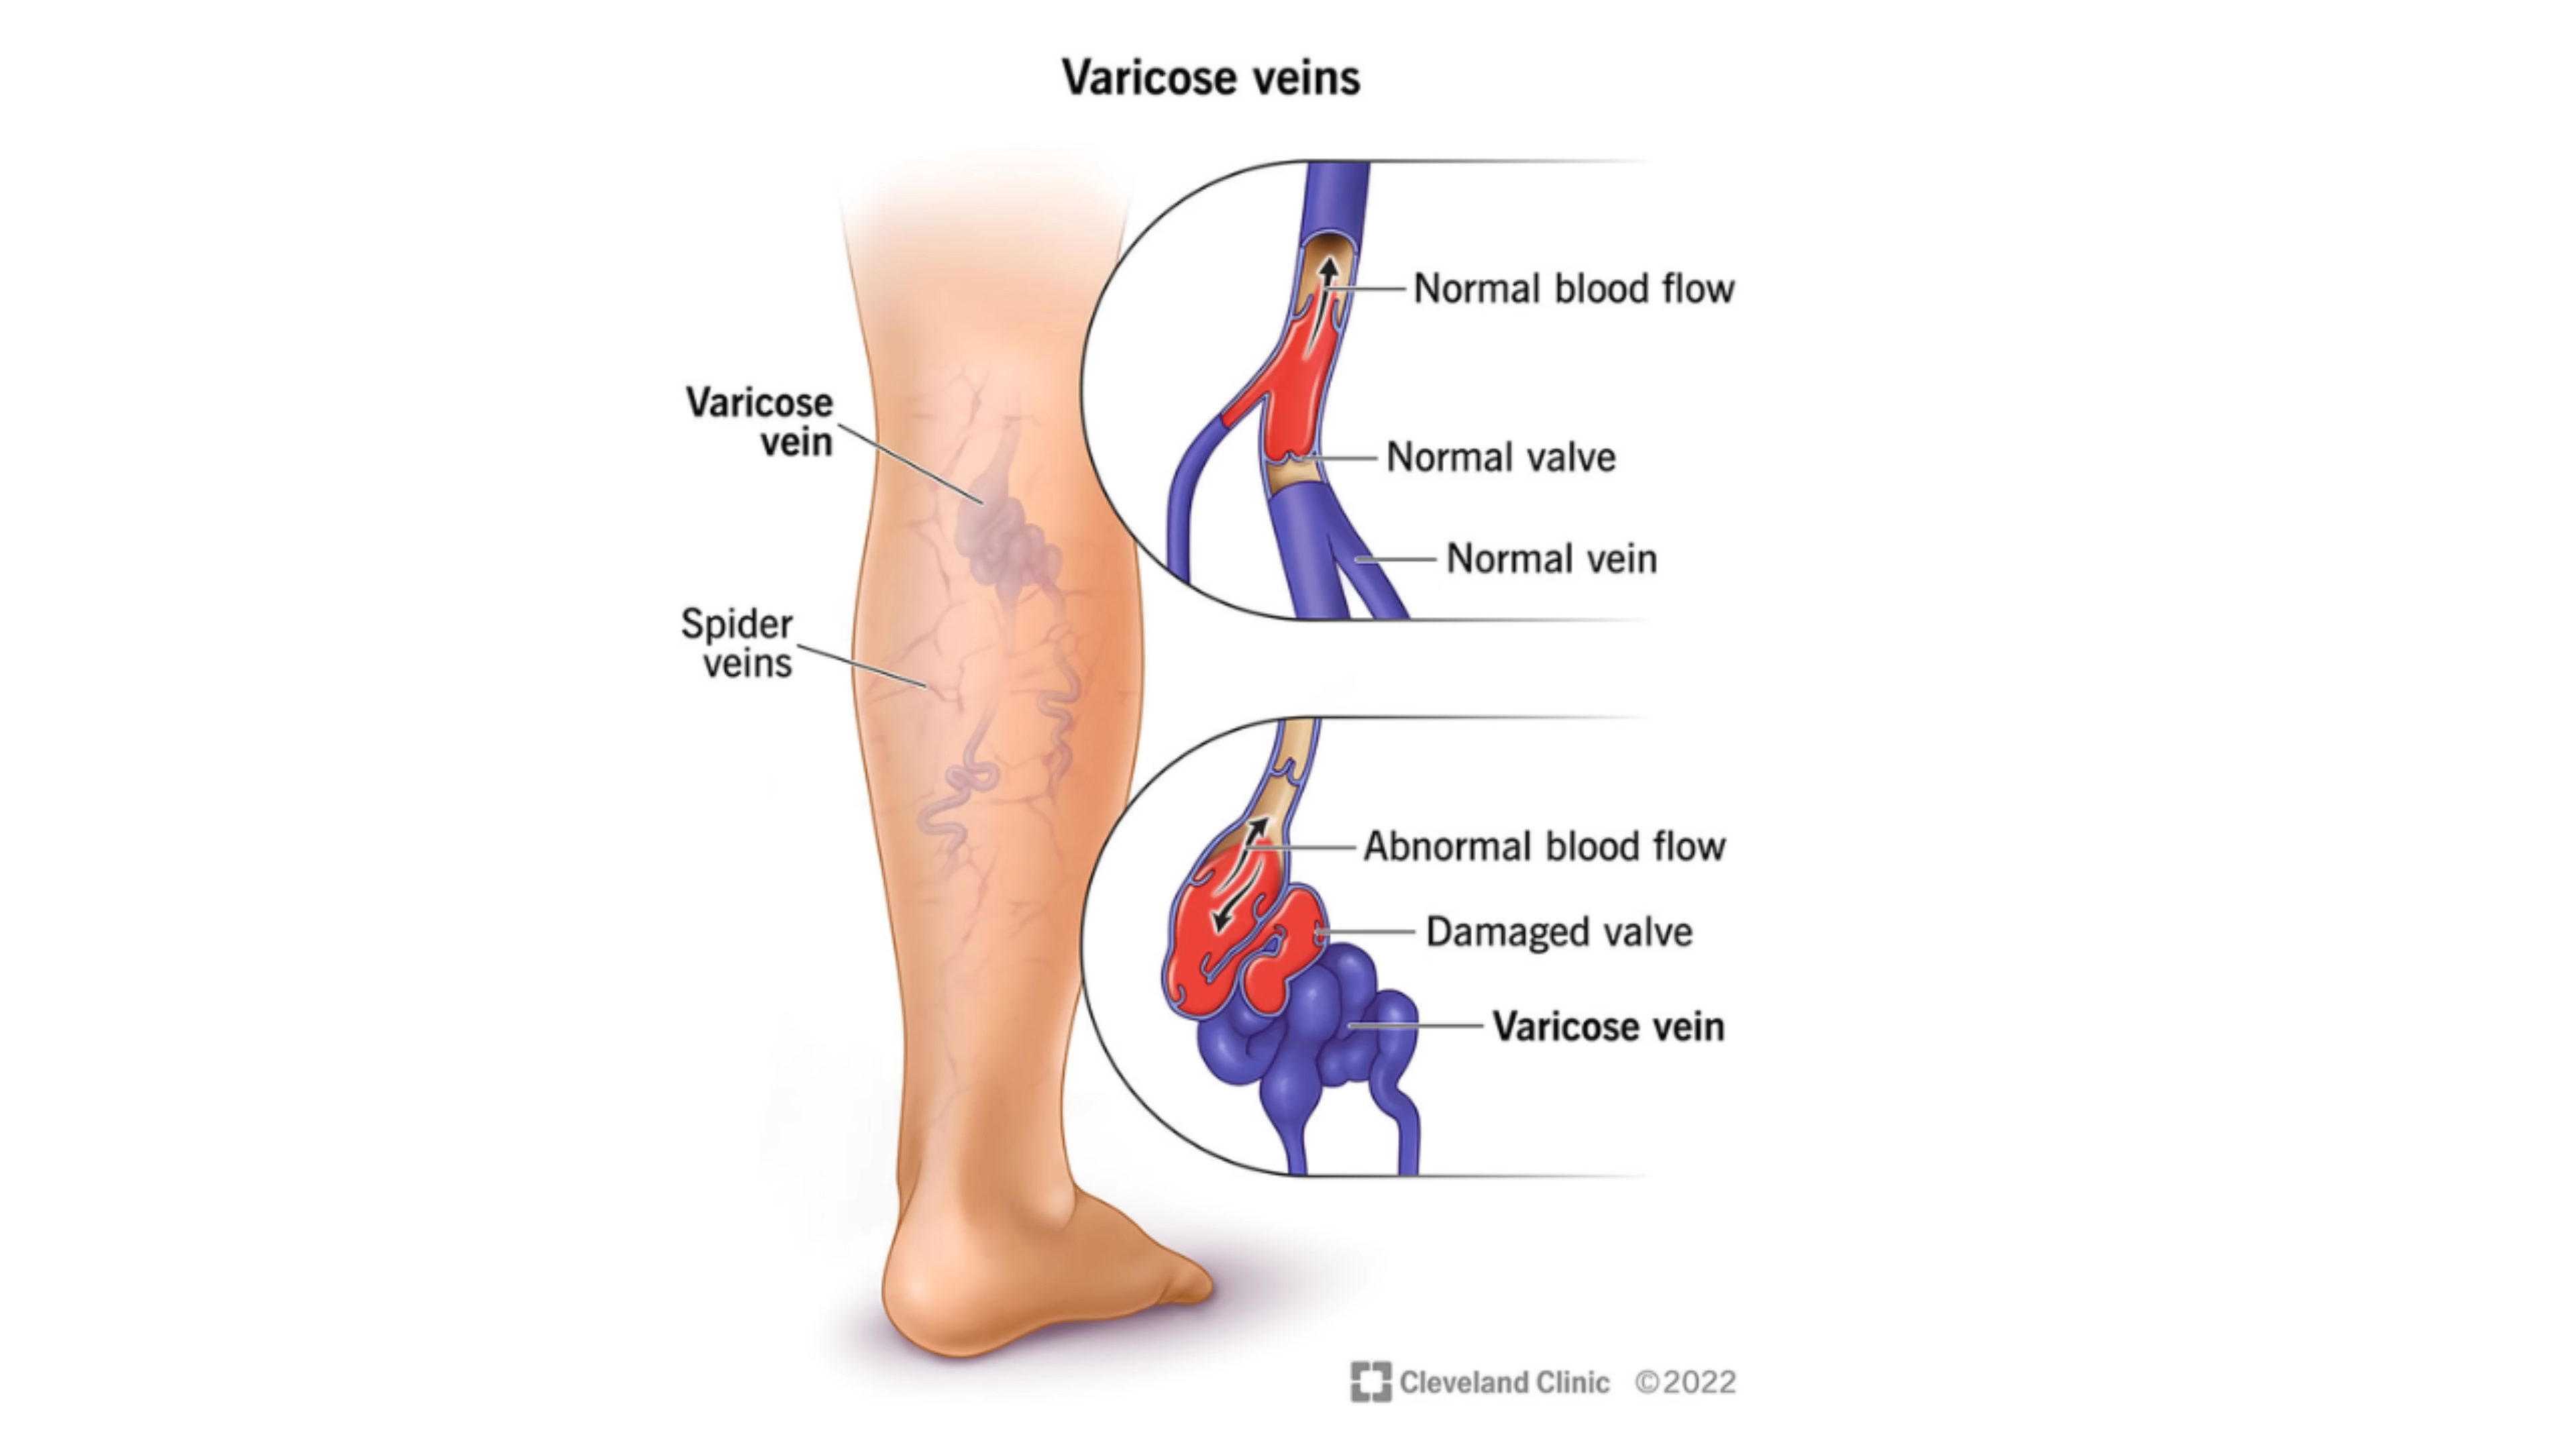 Varicose veins
Normal blood flow
Varicose
vein
Normal valve
Normal vein
Spider
veins
Abnormal blood flow
Damaged valve
Varicose vein
Cleveland Clinic ©2022